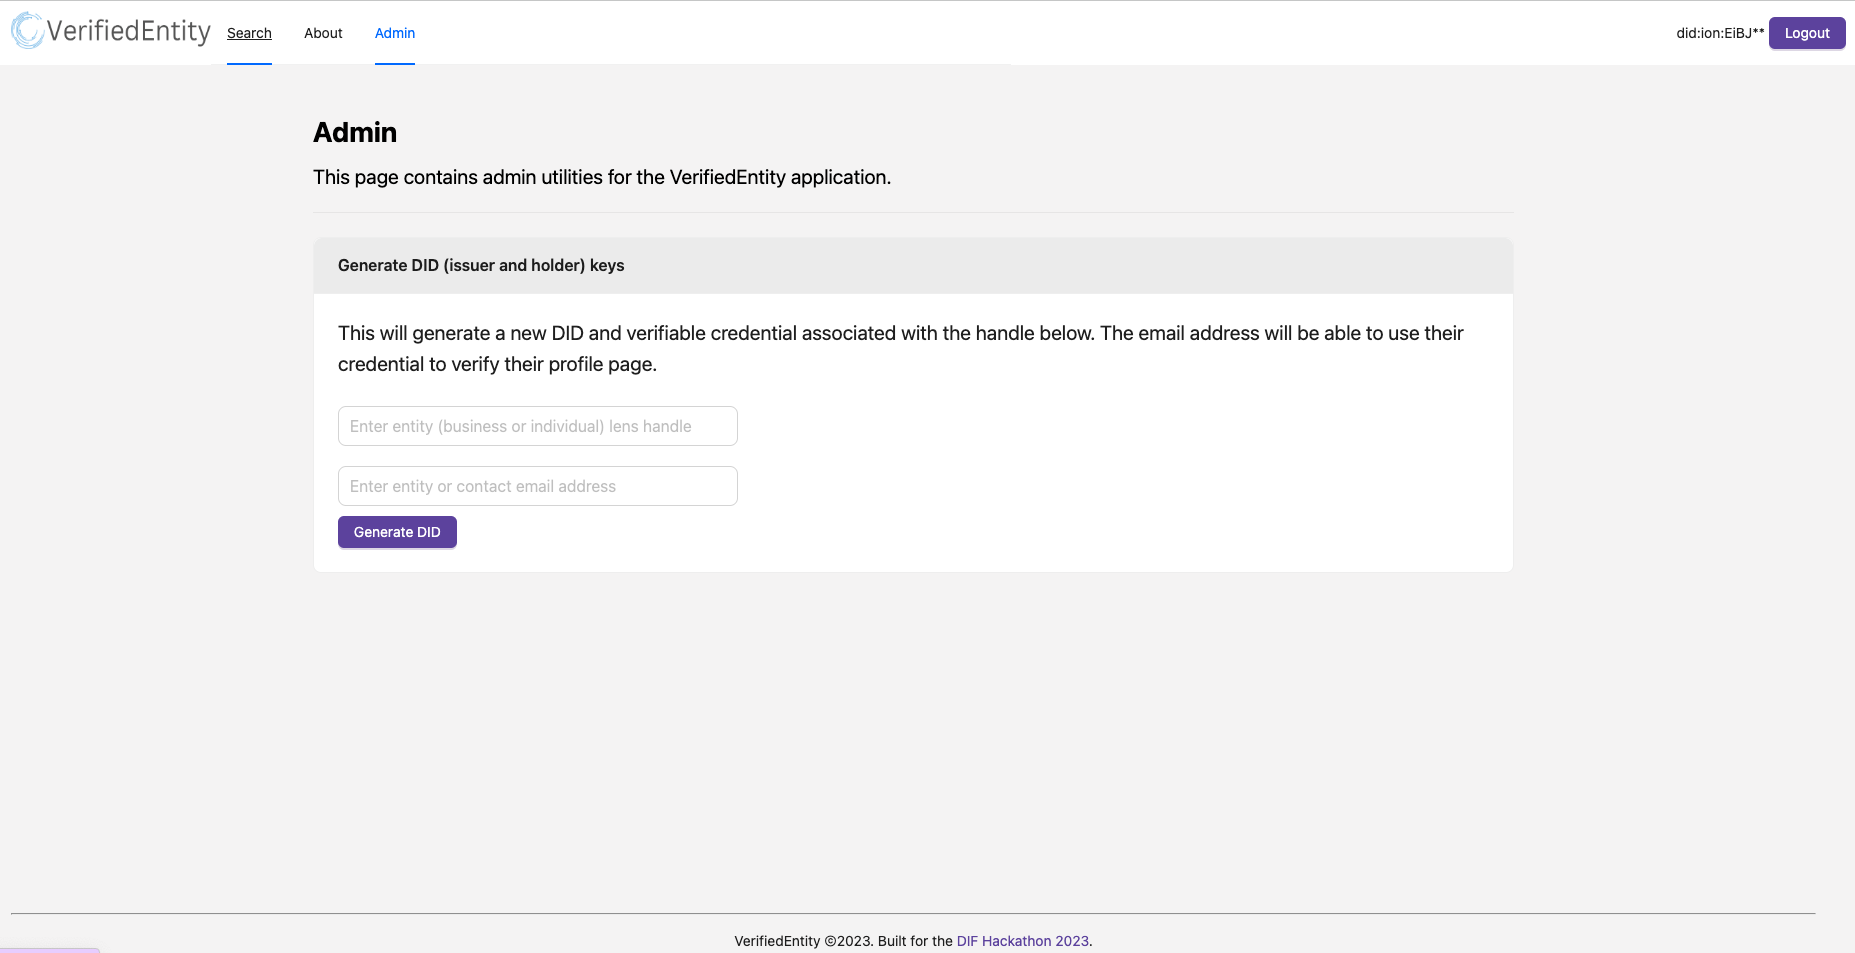 VerifiedEntity Search About Admin did:ion:EiBJ** Logout
Admin
This page contains admin utilities for the VerifiedEntity application.
Generate DID (issuer and holder) keys
This will generate a new DID and verifiable credential associated with the handle below. The email address will be able to use their
credential to verify their profile page.
Enter entity (business or individual) lens handle
Enter entity or contact email address
Generate DID
VerifiedEntity ©2023. Built for the DIF Hackathon 2023.